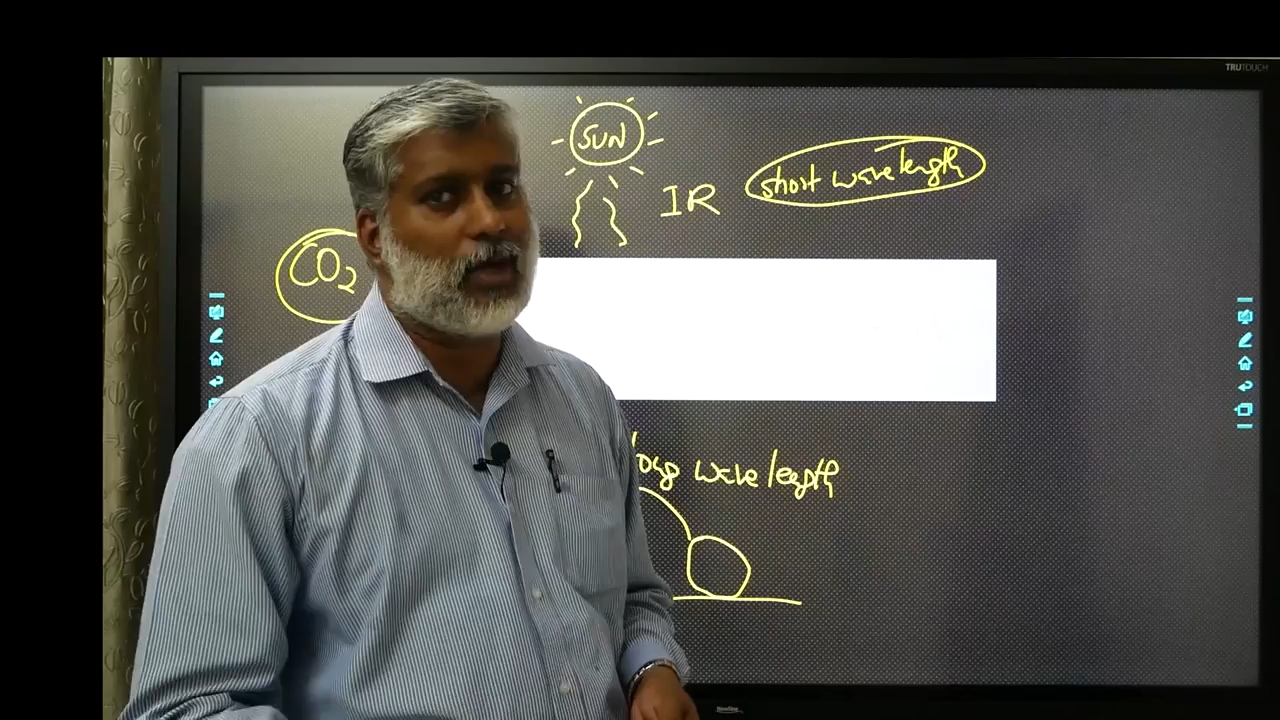 TRUTOUCH
SUN
IR
short wavelength
CO2
long wavelength